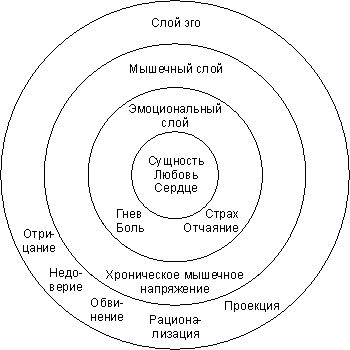 Слой эго
Мышечный слой
Эмоциональный
слой
Сущность
Любовь
Сердце
Гнев
Боль
Страх
Отчаяние
Хроническое мышечное
напряжение
Отри-
цание
Недо-
верие
Обви-
нение
Рациона-
лизация
Проекция